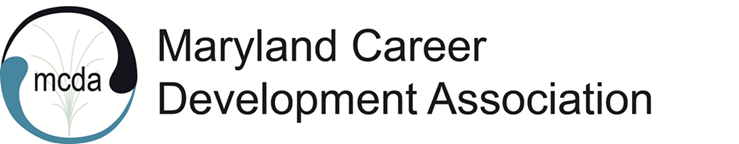 mcda
Maryland Career
Development Association